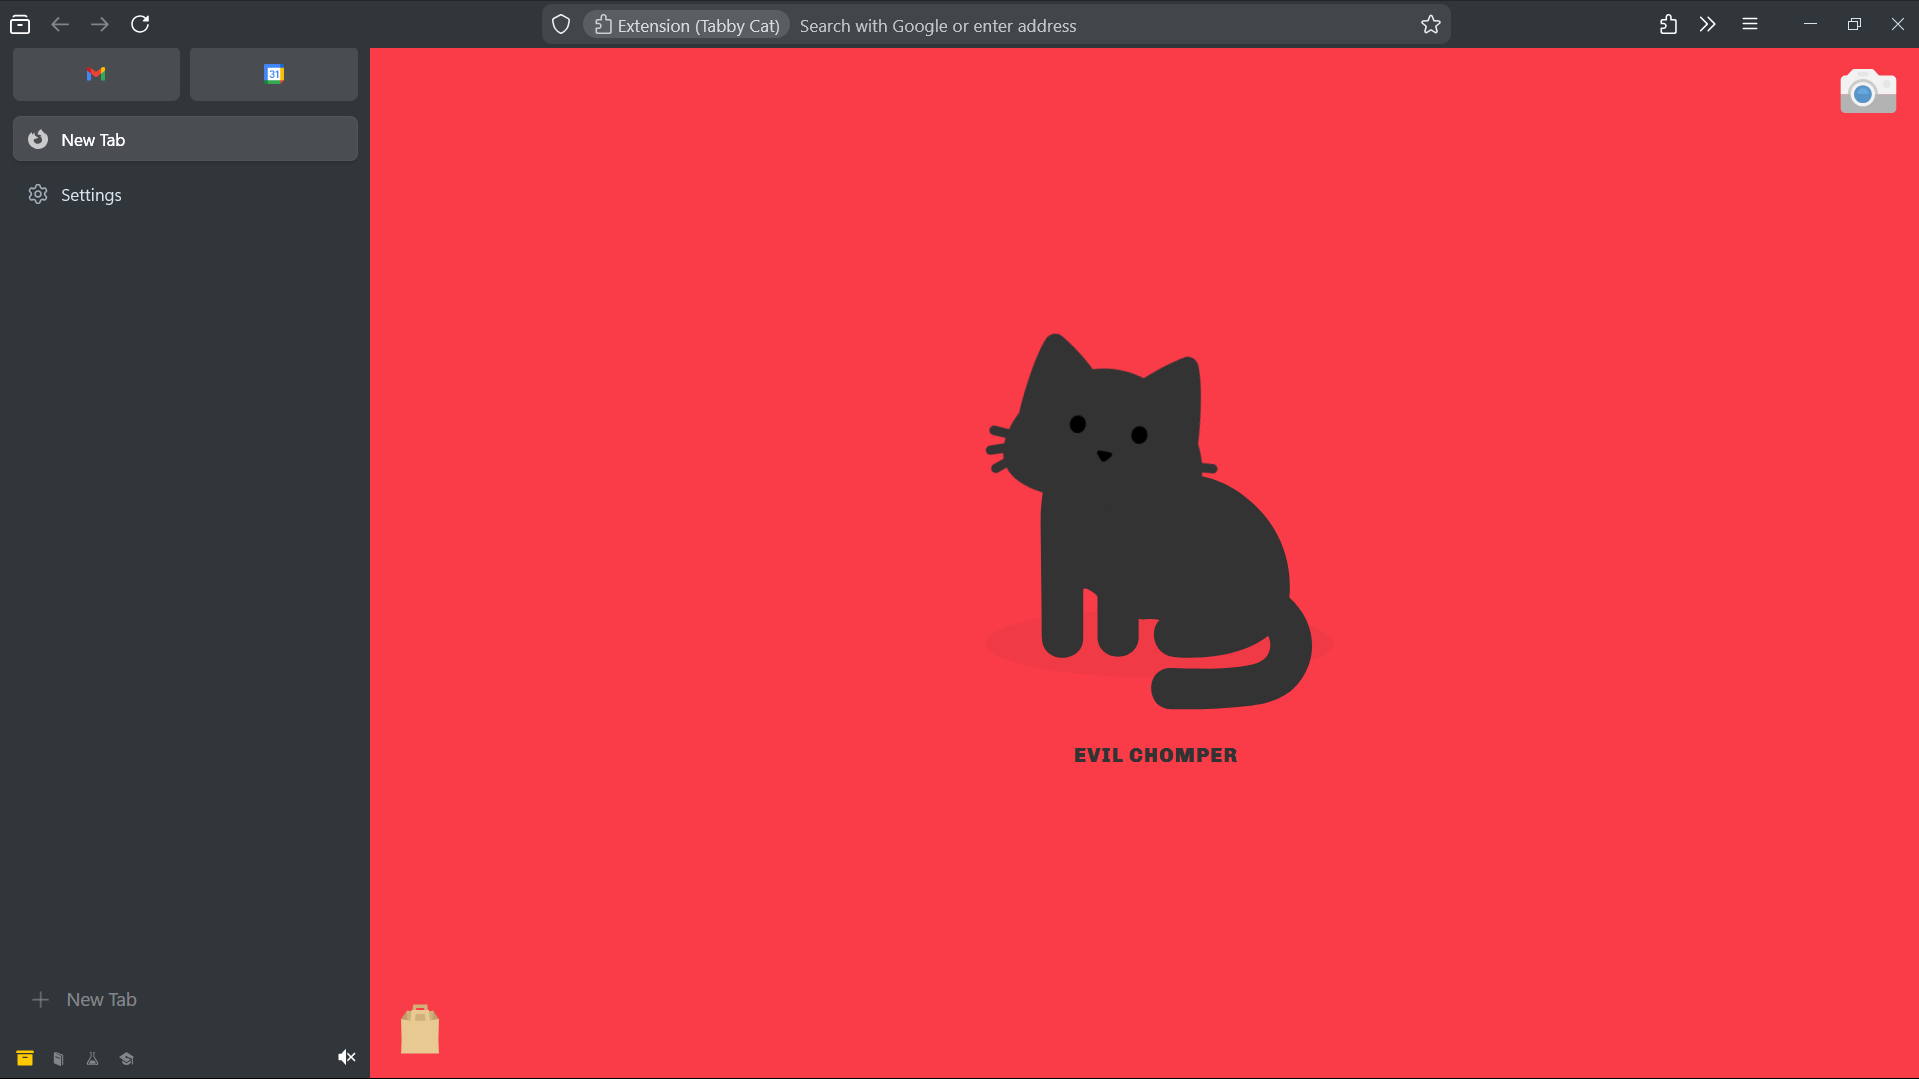 Extension (Tabby Cat) Search with Google or enter address
31
New Tab
Settings
EVIL CHOMPER
New Tab